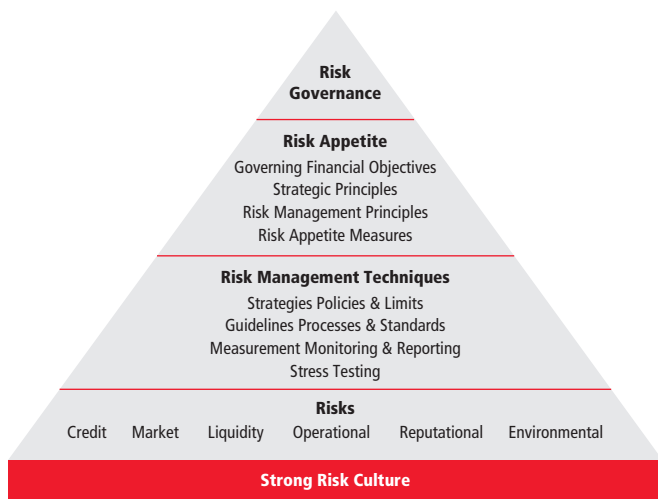 Risk
Governance
Risk Appetite
Governing Financial Objectives
Strategic Principles
Risk Management Principles
Risk Appetite Measures
Risk Management Techniques
Strategies Policies & Limits
Guidelines Processes & Standards
Measurement Monitoring & Reporting
Stress Testing
Risks
Credit Market Liquidity Operational Reputational Environmental
Strong Risk Culture